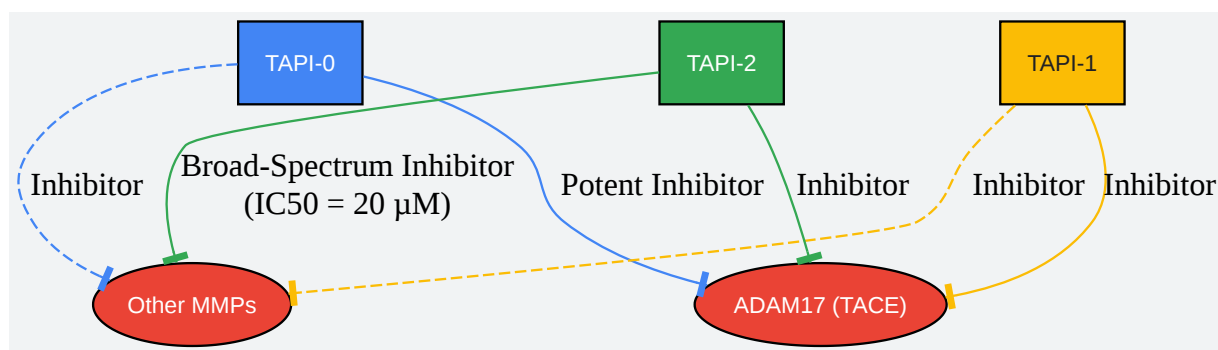 TAPI-0
TAPI-2
TAPI-1
Inhibitor
Broad-Spectrum Inhibitor
(IC50 = 20 µM)
Potent Inhibitor
Inhibitor
Inhibitor
Inhibitor
Other MMPs
ADAM17 (TACE)